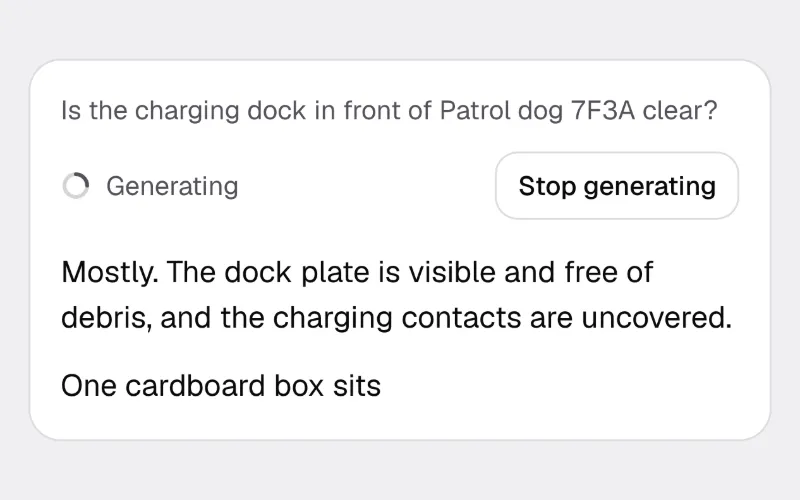 Is the charging dock in front of Patrol dog 7F3A clear?
Generating
Stop generating
Mostly. The dock plate is visible and free of
debris, and the charging contacts are uncovered.
One cardboard box sits